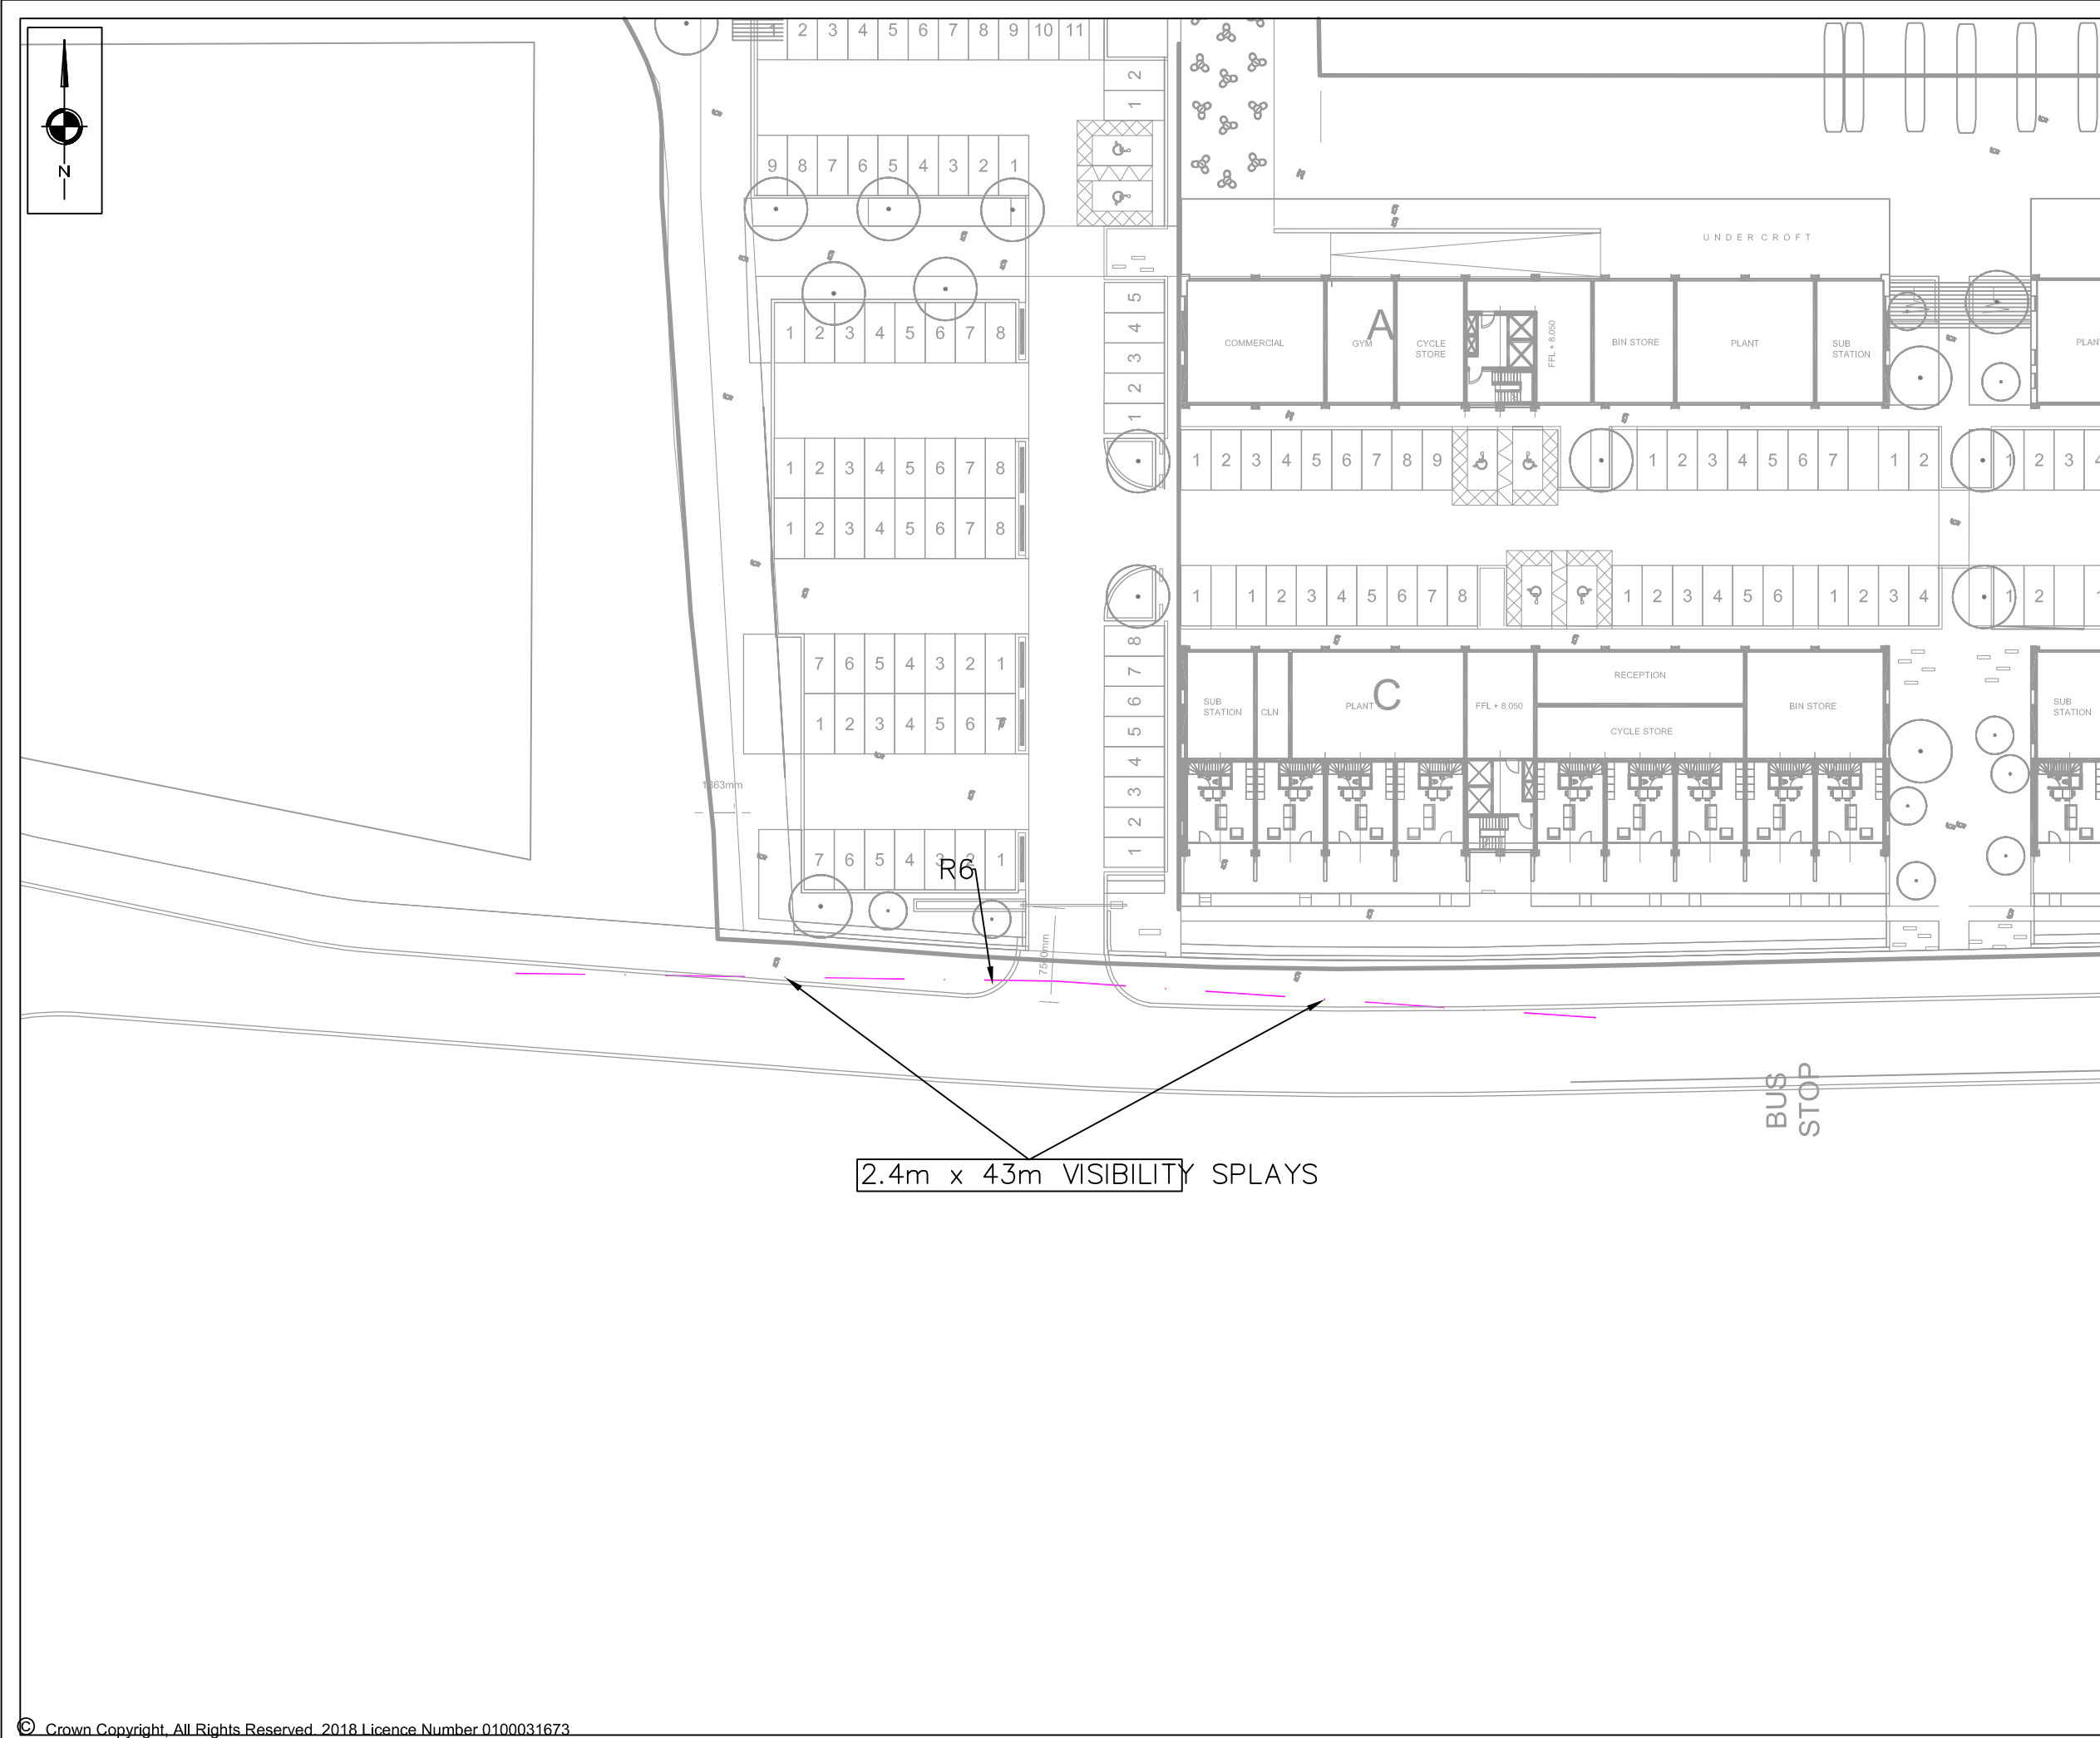 1 2 3 4 5 6 7 8 9 10 11
2
1
N
9 8 7 6 5 4 3 2 1
UNDERCROFT
5
4
3
2
1
1 2 3 4 5 6 7 8
A
COMMERCIAL
GYM
CYCLE
STORE
FFL + 8.050
BIN STORE
PLANT
SUB
STATION
1 2 3 4 5 6 7 8
1 2 3 4 5 6 7 8 9
1 2 3 4 5 6 7
1 2
1 2 3 4
1 2 3 4 5 6 7 8
1
1 2 3 4 5 6 7 8
1 2 3 4 5 6
1 2 3 4
1 2
8
7
6
5
4
3
2
1
7 6 5 4 3 2 1
1 2 3 4 5 6 7
C
SUB
STATION
CLN
PLANT
FFL + 8.050
RECEPTION
CYCLE STORE
BIN STORE
SUB
STATION
7 6 5 4 3 2 1
R6
BUS
STOP
2.4m x 43m VISIBILITY SPLAYS
© Crown Copyright, All Rights Reserved. 2018 Licence Number 0100031673